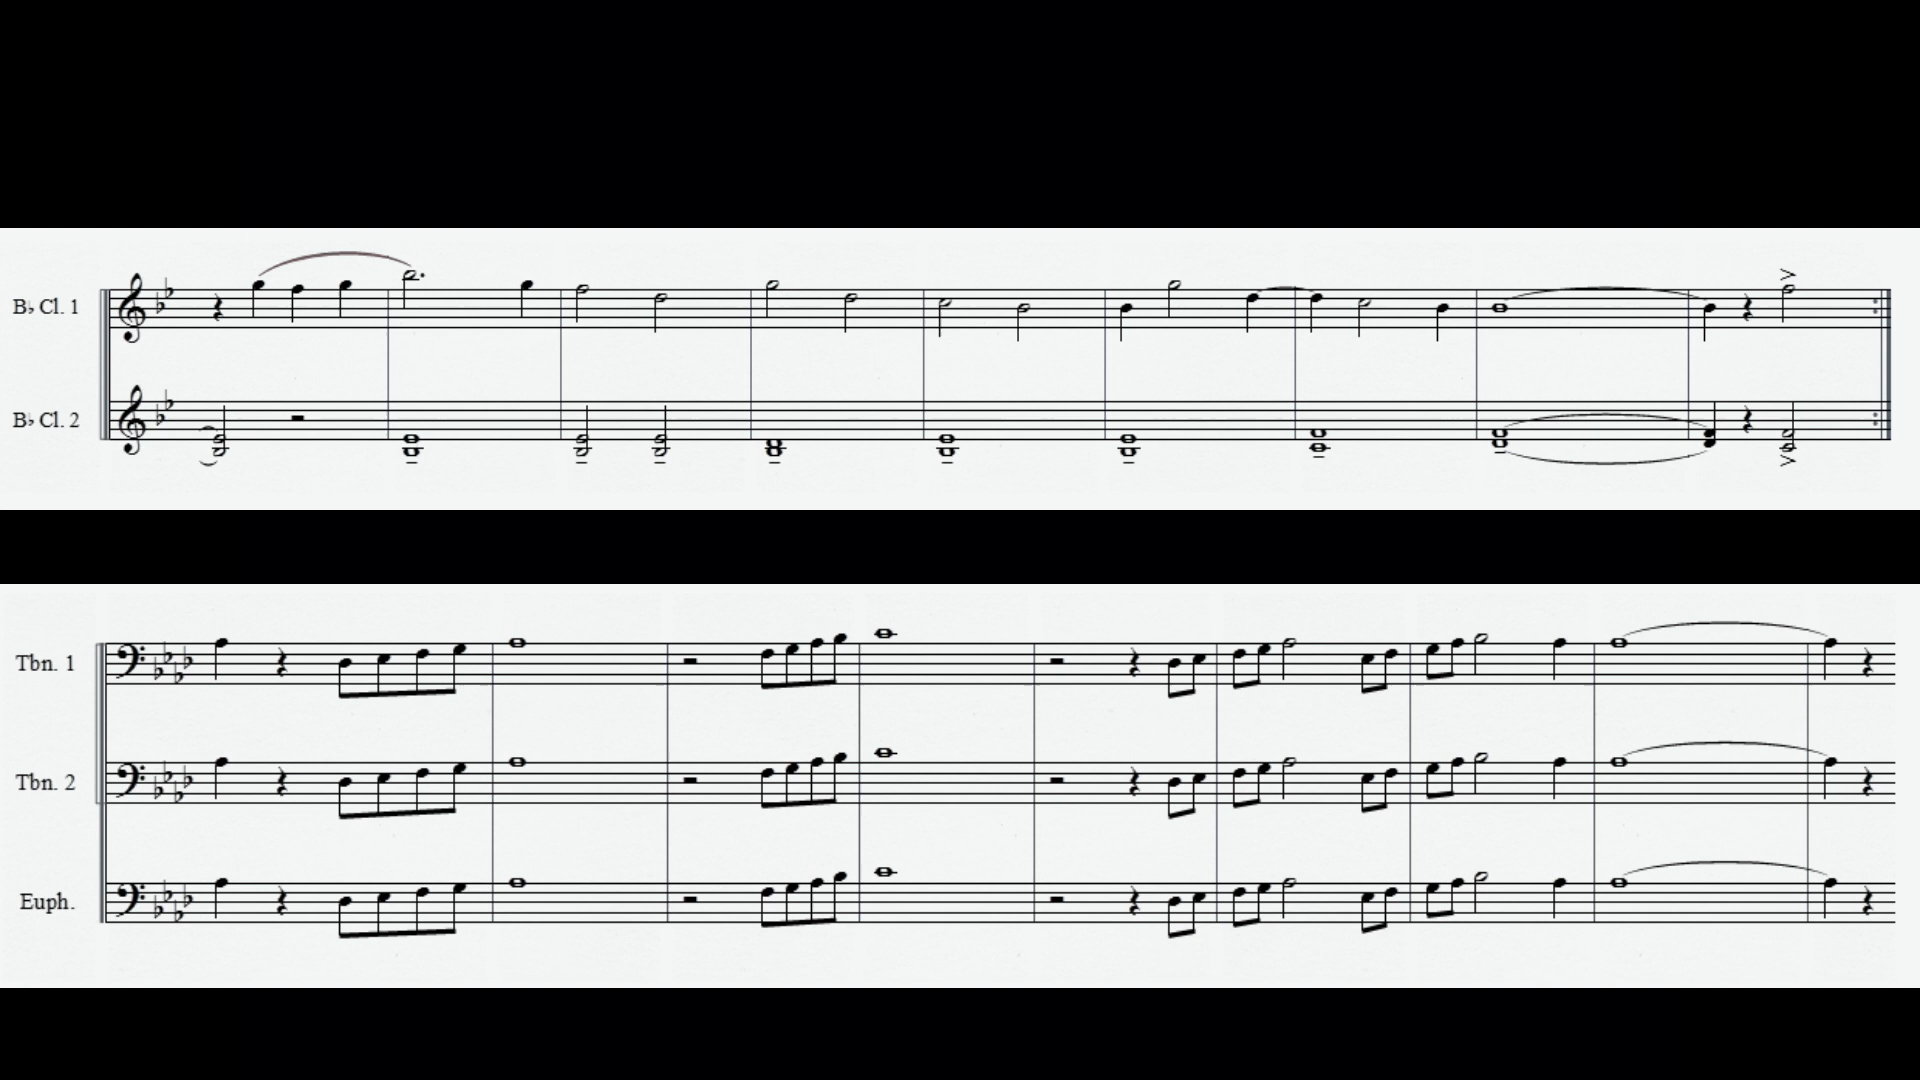 B♭ Cl. 1
B♭ Cl. 2
Tbn. 1
Tbn. 2
Euph.